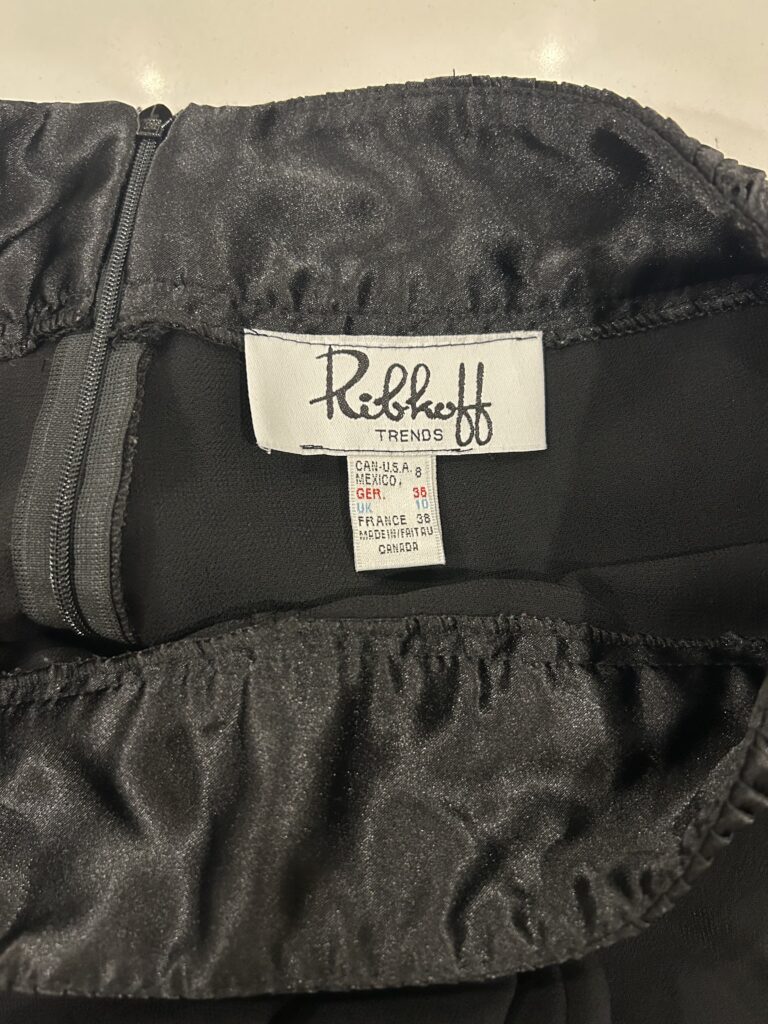 Ribkoff
TRENDS
CAN-U.S.A. 8
MEXICO.
GER. 36
UK 10
FRANCE 38
MADE IN/FAIT AU
CANADA